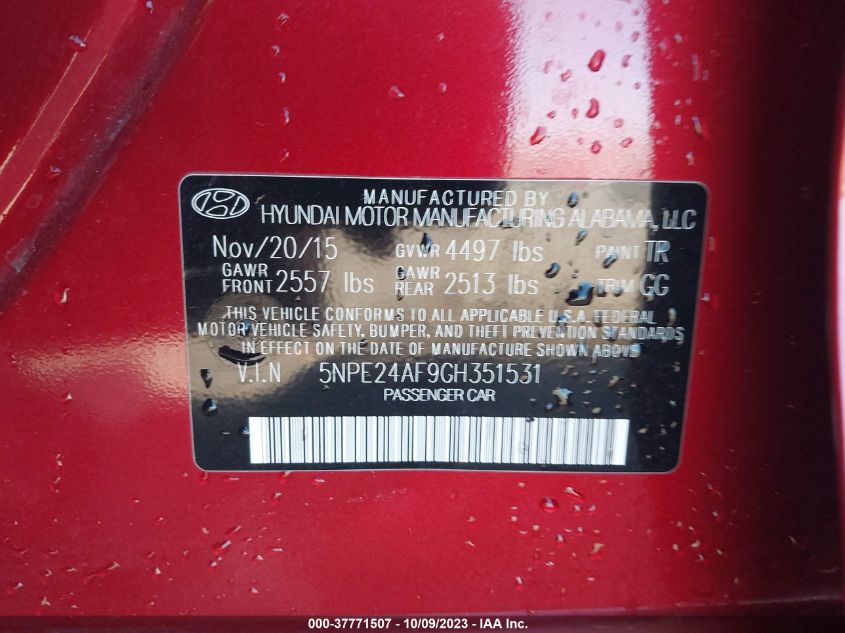 MANUFACTURED BY
HYUNDAI MOTOR MANUFACTURING ALABAMA, LLC
Nov/20/15 GVWR 4497 lbs PAINT TR
GAWR FRONT 2557 lbs GAWR REAR 2513 lbs TRIM GG
THIS VEHICLE CONFORMS TO ALL APPLICABLE U.S.A. FEDERAL
MOTOR VEHICLE SAFETY, BUMPER, AND THEFT PREVENTION STANDARDS
IN EFFECT ON THE DATE OF MANUFACTURE SHOWN ABOVE.
V.I.N 5NPE24AF9GH351531
PASSENGER CAR
000-37771507 - 10/09/2023 - IAA Inc.